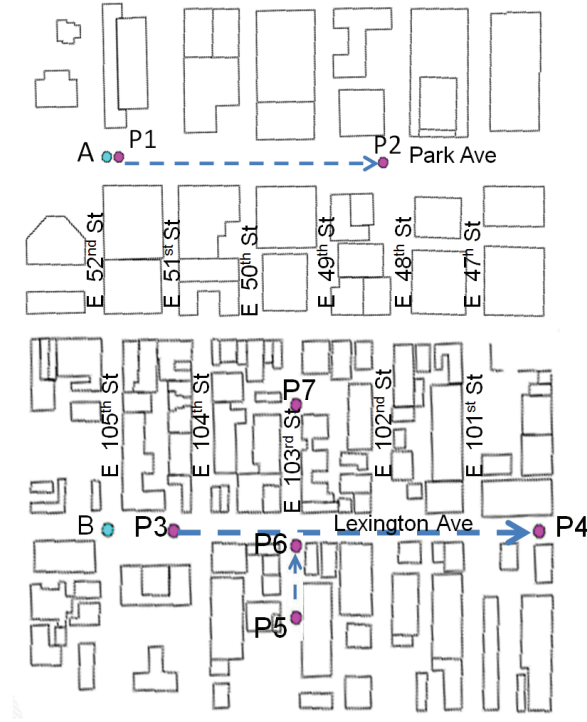 A
P1
P2
Park Ave
E 52nd St
E 51st St
E 50th St
E 49th St
E 48th St
E 47h St
P7
E 105th St
E 104th St
E 103rd St
E 102nd St
E 101st St
B
P3
Lexington Ave
P4
P6
P5